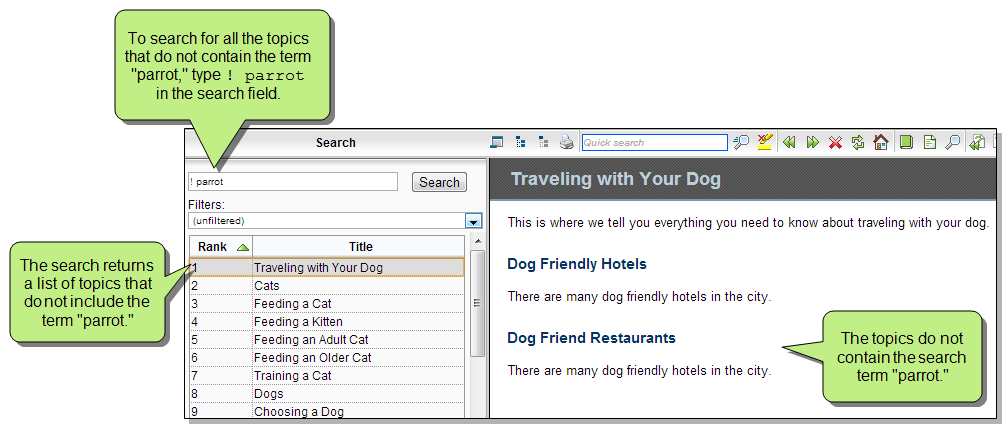 To search for all the topics
that do not contain the term
"parrot," type ! parrot
in the search field.
Search
Quick search
! parrot
Search
Filters:
(unfiltered)
Rank Title
1 Traveling with Your Dog
2 Cats
3 Feeding a Cat
4 Feeding a Kitten
5 Feeding an Adult Cat
6 Feeding an Older Cat
7 Training a Cat
8 Dogs
9 Choosing a Dog
The search returns
a list of topics that
do not include the
term "parrot."
Traveling with Your Dog
This is where we tell you everything you need to know about traveling with your dog.
Dog Friendly Hotels
There are many dog friendly hotels in the city.
Dog Friend Restaurants
There are many dog friendly hotels in the city.
The topics do not
contain the search
term "parrot."